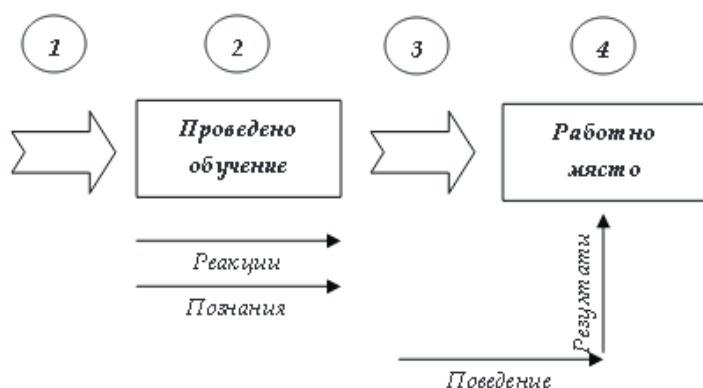 1
2
3
4
Проведено
обучение
Работно
място
Реакции
Познания
Резултати
Поведение